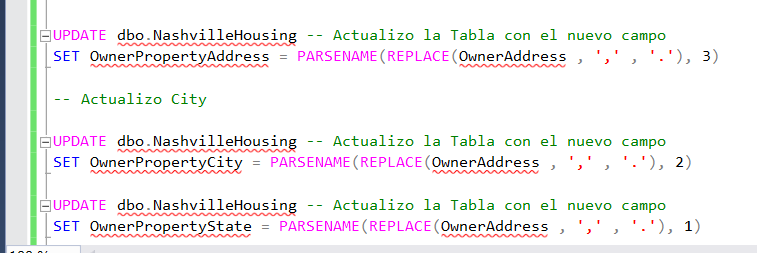 UPDATE dbo.NashvilleHousing -- Actualizo la Tabla con el nuevo campo
SET OwnerPropertyAddress = PARSENAME(REPLACE(OwnerAddress , ',' , '.'), 3)
-- Actualizo City
UPDATE dbo.NashvilleHousing -- Actualizo la Tabla con el nuevo campo
SET OwnerPropertyCity = PARSENAME(REPLACE(OwnerAddress , ',' , '.'), 2)
UPDATE dbo.NashvilleHousing -- Actualizo la Tabla con el nuevo campo
SET OwnerPropertyState = PARSENAME(REPLACE(OwnerAddress , ',' , '.'), 1)